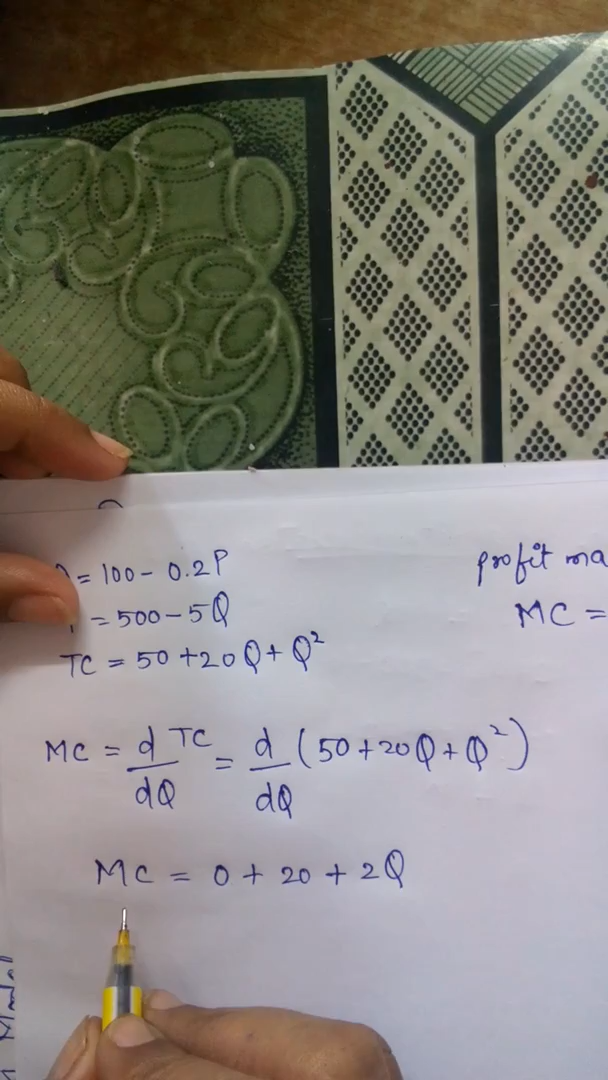 = 100 - 0.2P
= 500 - 5Q
TC = 50 + 20Q + Q²
profit
MC =
MC = d/dQ TC = d/dQ (50 + 20Q + Q²)
MC = 0 + 20 + 2Q